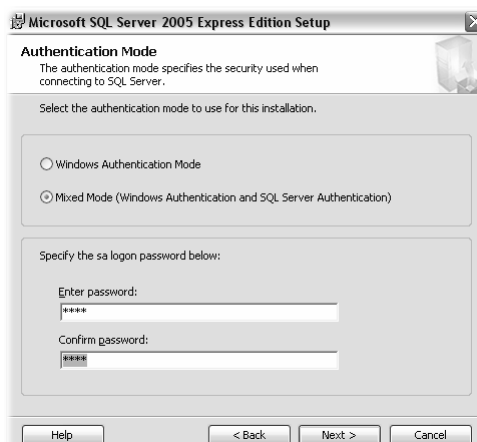 Microsoft SQL Server 2005 Express Edition Setup
Authentication Mode
The authentication mode specifies the security used when
connecting to SQL Server.
Select the authentication mode to use for this installation.
Windows Authentication Mode
Mixed Mode (Windows Authentication and SQL Server Authentication)
Specify the sa logon password below:
Enter password:
****
Confirm password:
****
Help < Back Next > Cancel